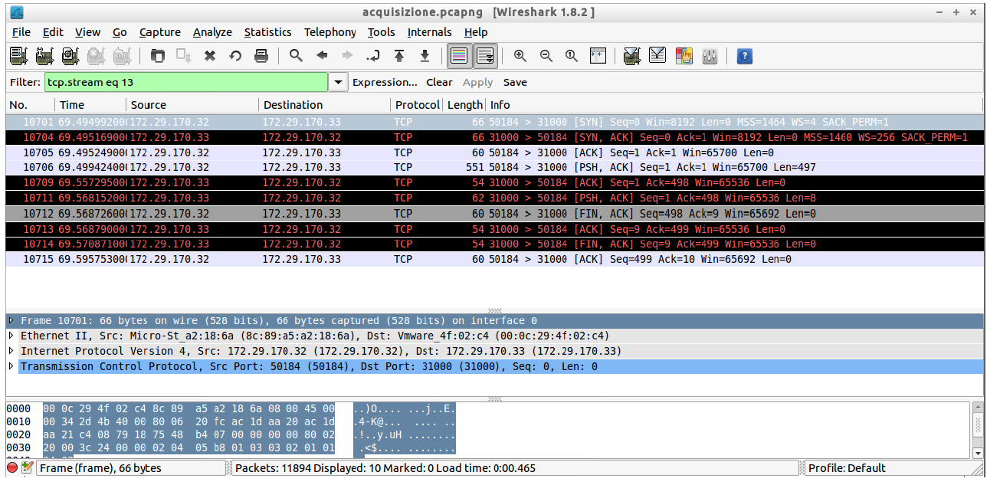 acquisizione.pcapng [Wireshark 1.8.2 ]
File Edit View Go Capture Analyze Statistics Telephony Tools Internals Help
Filter: tcp.stream eq 13 Expression... Clear Apply Save
No. Time Source Destination Protocol Length Info
10701 69.494992000 172.29.170.32 172.29.170.33 TCP 66 50184 > 31000 [SYN] Seq=0 Win=8192 Len=0 MSS=1464 WS=4 SACK_PERM=1
10704 69.495169000 172.29.170.33 172.29.170.32 TCP 66 31000 > 50184 [SYN, ACK] Seq=0 Ack=1 Win=8192 Len=0 MSS=1460 WS=256 SACK_PERM=1
10705 69.495249000 172.29.170.32 172.29.170.33 TCP 60 50184 > 31000 [ACK] Seq=1 Ack=1 Win=65700 Len=0
10706 69.499424000 172.29.170.32 172.29.170.33 TCP 551 50184 > 31000 [PSH, ACK] Seq=1 Ack=1 Win=65700 Len=497
10709 69.557295000 172.29.170.33 172.29.170.32 TCP 54 31000 > 50184 [ACK] Seq=1 Ack=498 Win=65536 Len=0
10711 69.568152000 172.29.170.33 172.29.170.32 TCP 62 31000 > 50184 [PSH, ACK] Seq=1 Ack=498 Win=65536 Len=8
10712 69.568726000 172.29.170.32 172.29.170.33 TCP 60 50184 > 31000 [FIN, ACK] Seq=498 Ack=9 Win=65692 Len=0
10713 69.568790000 172.29.170.33 172.29.170.32 TCP 54 31000 > 50184 [ACK] Seq=9 Ack=499 Win=65536 Len=0
10714 69.570871000 172.29.170.33 172.29.170.32 TCP 54 31000 > 50184 [FIN, ACK] Seq=9 Ack=499 Win=65536 Len=0
10715 69.595753000 172.29.170.32 172.29.170.33 TCP 60 50184 > 31000 [ACK] Seq=499 Ack=10 Win=65692 Len=0
Frame 10701: 66 bytes on wire (528 bits), 66 bytes captured (528 bits) on interface 0
Ethernet II, Src: Micro-St_a2:18:6a (8c:89:a5:a2:18:6a), Dst: Vmware_4f:02:c4 (00:0c:29:4f:02:c4)
Internet Protocol Version 4, Src: 172.29.170.32 (172.29.170.32), Dst: 172.29.170.33 (172.29.170.33)
Transmission Control Protocol, Src Port: 50184 (50184), Dst Port: 31000 (31000), Seq: 0, Len: 0
0000 00 0c 29 4f 02 c4 8c 89 a5 a2 18 6a 08 00 45 00 ..)O.... ...j..E.
0010 00 34 2d 4b 40 00 80 06 20 fc ac 1d aa 20 ac 1d .4-K@... .... ..
0020 aa 21 c4 08 79 18 75 48 b4 07 00 00 00 00 80 02 .!..y.uH ........
0030 20 00 3c 24 00 00 02 04 05 b8 01 03 03 02 01 01 .<$.... ........
Frame (frame), 66 bytes Packets: 11894 Displayed: 10 Marked: 0 Load time: 0:00.465 Profile: Default